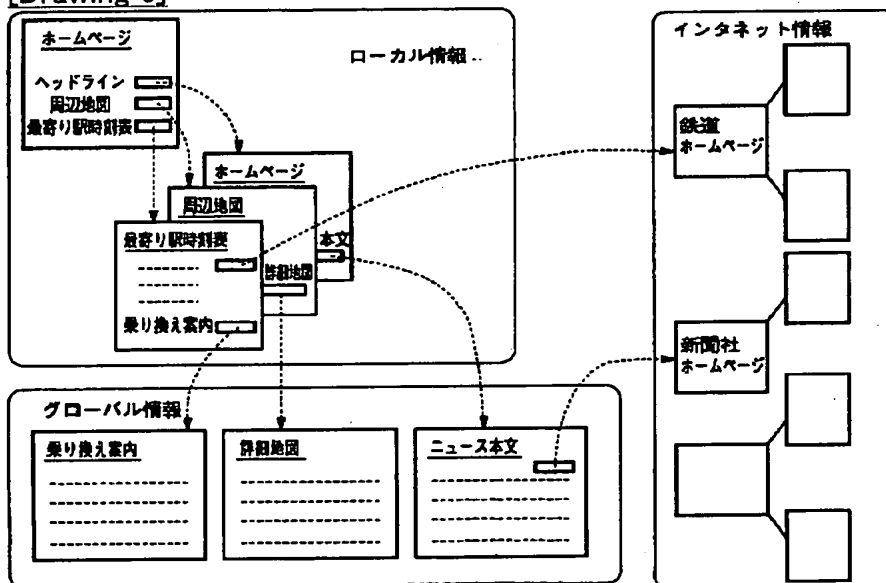 ホームページ
ヘッドライン
周辺地図
最寄り駅時刻表
ローカル情報
ホームページ
周辺地図
最寄り駅時刻表
本文
詳細地図
乗り換え案内
グローバル情報
乗り換え案内
詳細地図
ニュース本文
インタネット情報
鉄道
ホームページ
新聞社
ホームページ